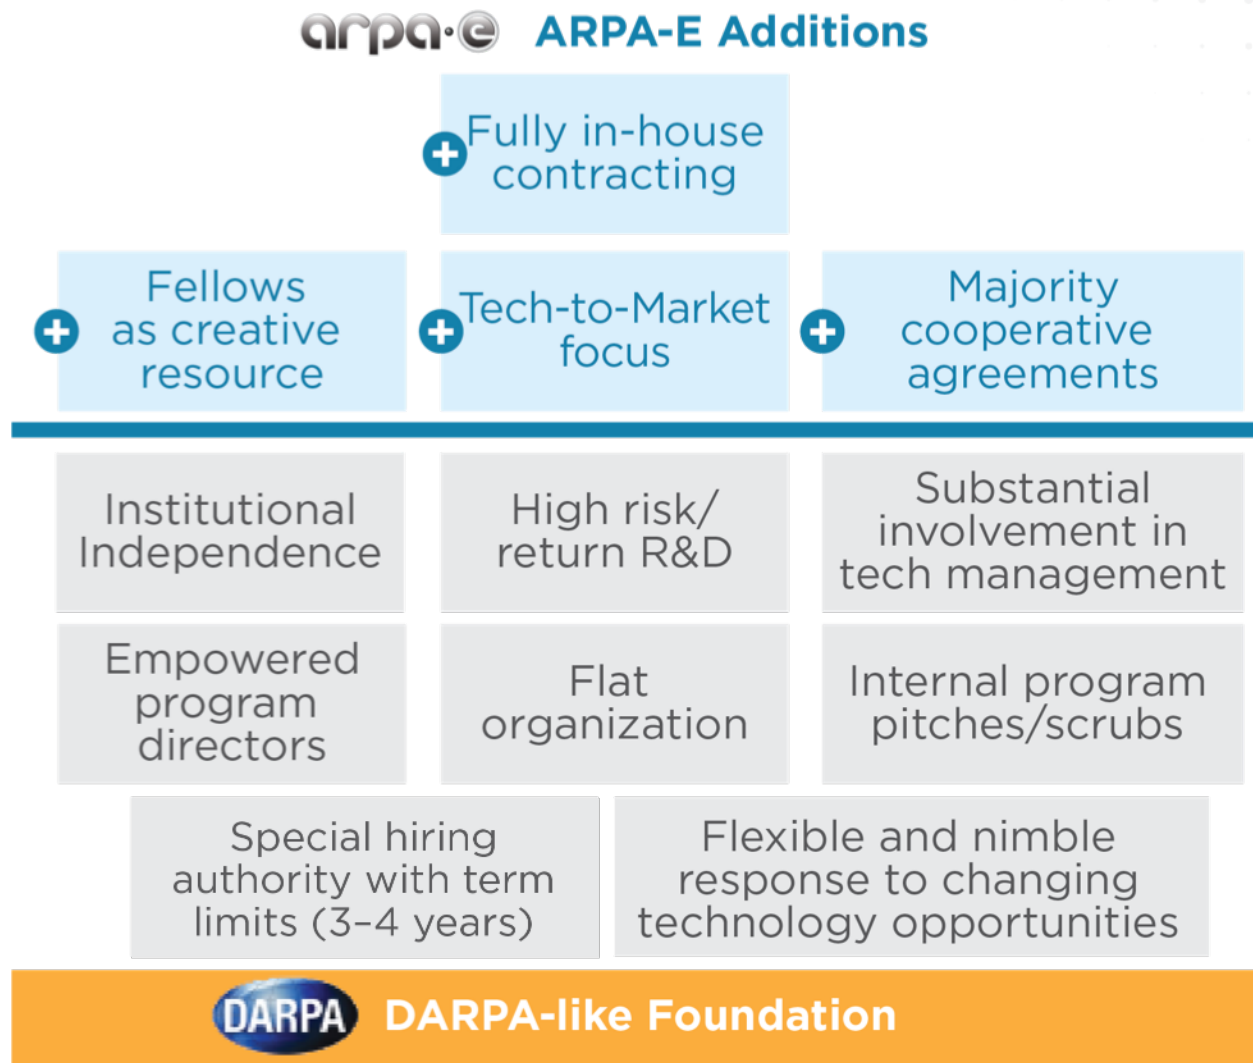 arpa·e ARPA-E Additions
Fully in-house
contracting
Fellows
as creative
resource
Tech-to-Market
focus
Majority
cooperative
agreements
Institutional
Independence
High risk/
return R&D
Substantial
involvement in
tech management
Empowered
program
directors
Flat
organization
Internal program
pitches/scrubs
Special hiring
authority with term
limits (3–4 years)
Flexible and nimble
response to changing
technology opportunities
DARPA DARPA-like Foundation